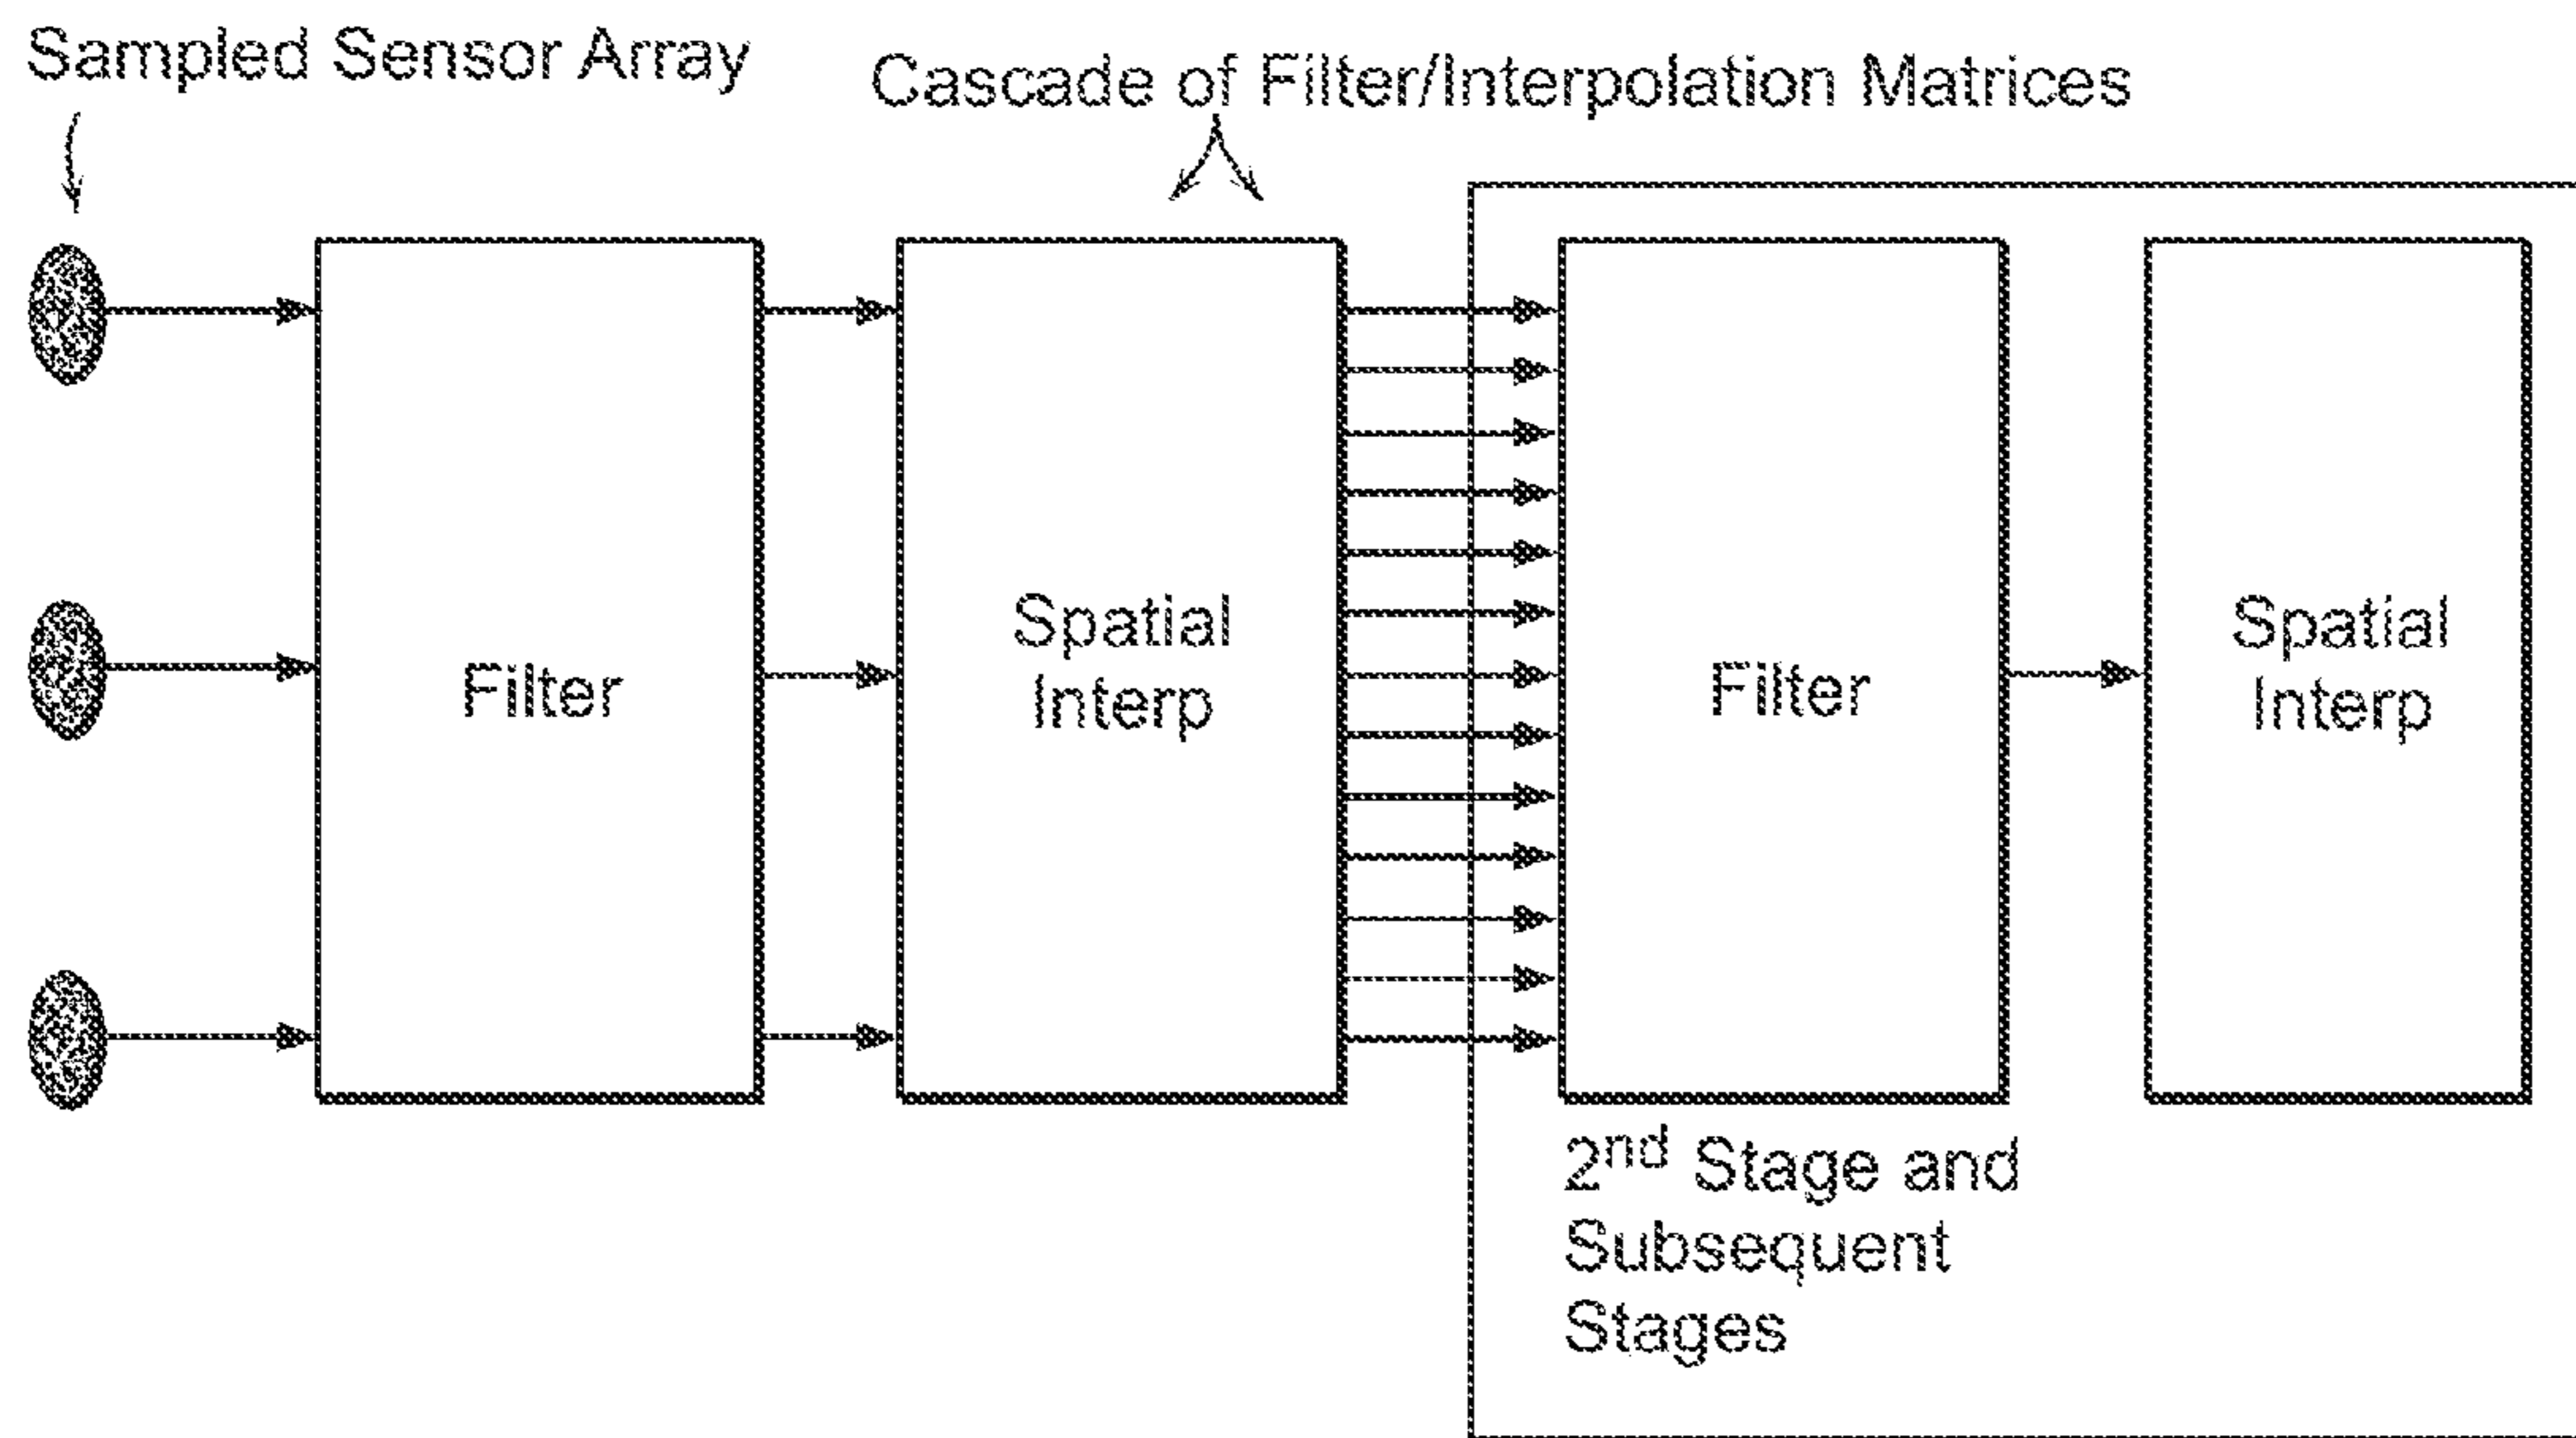 Sampled Sensor Array
Cascade of Filter/Interpolation Matrices
Filter
Spatial
Interp
Filter
Spatial
Interp
2nd Stage and
Subsequent
Stages